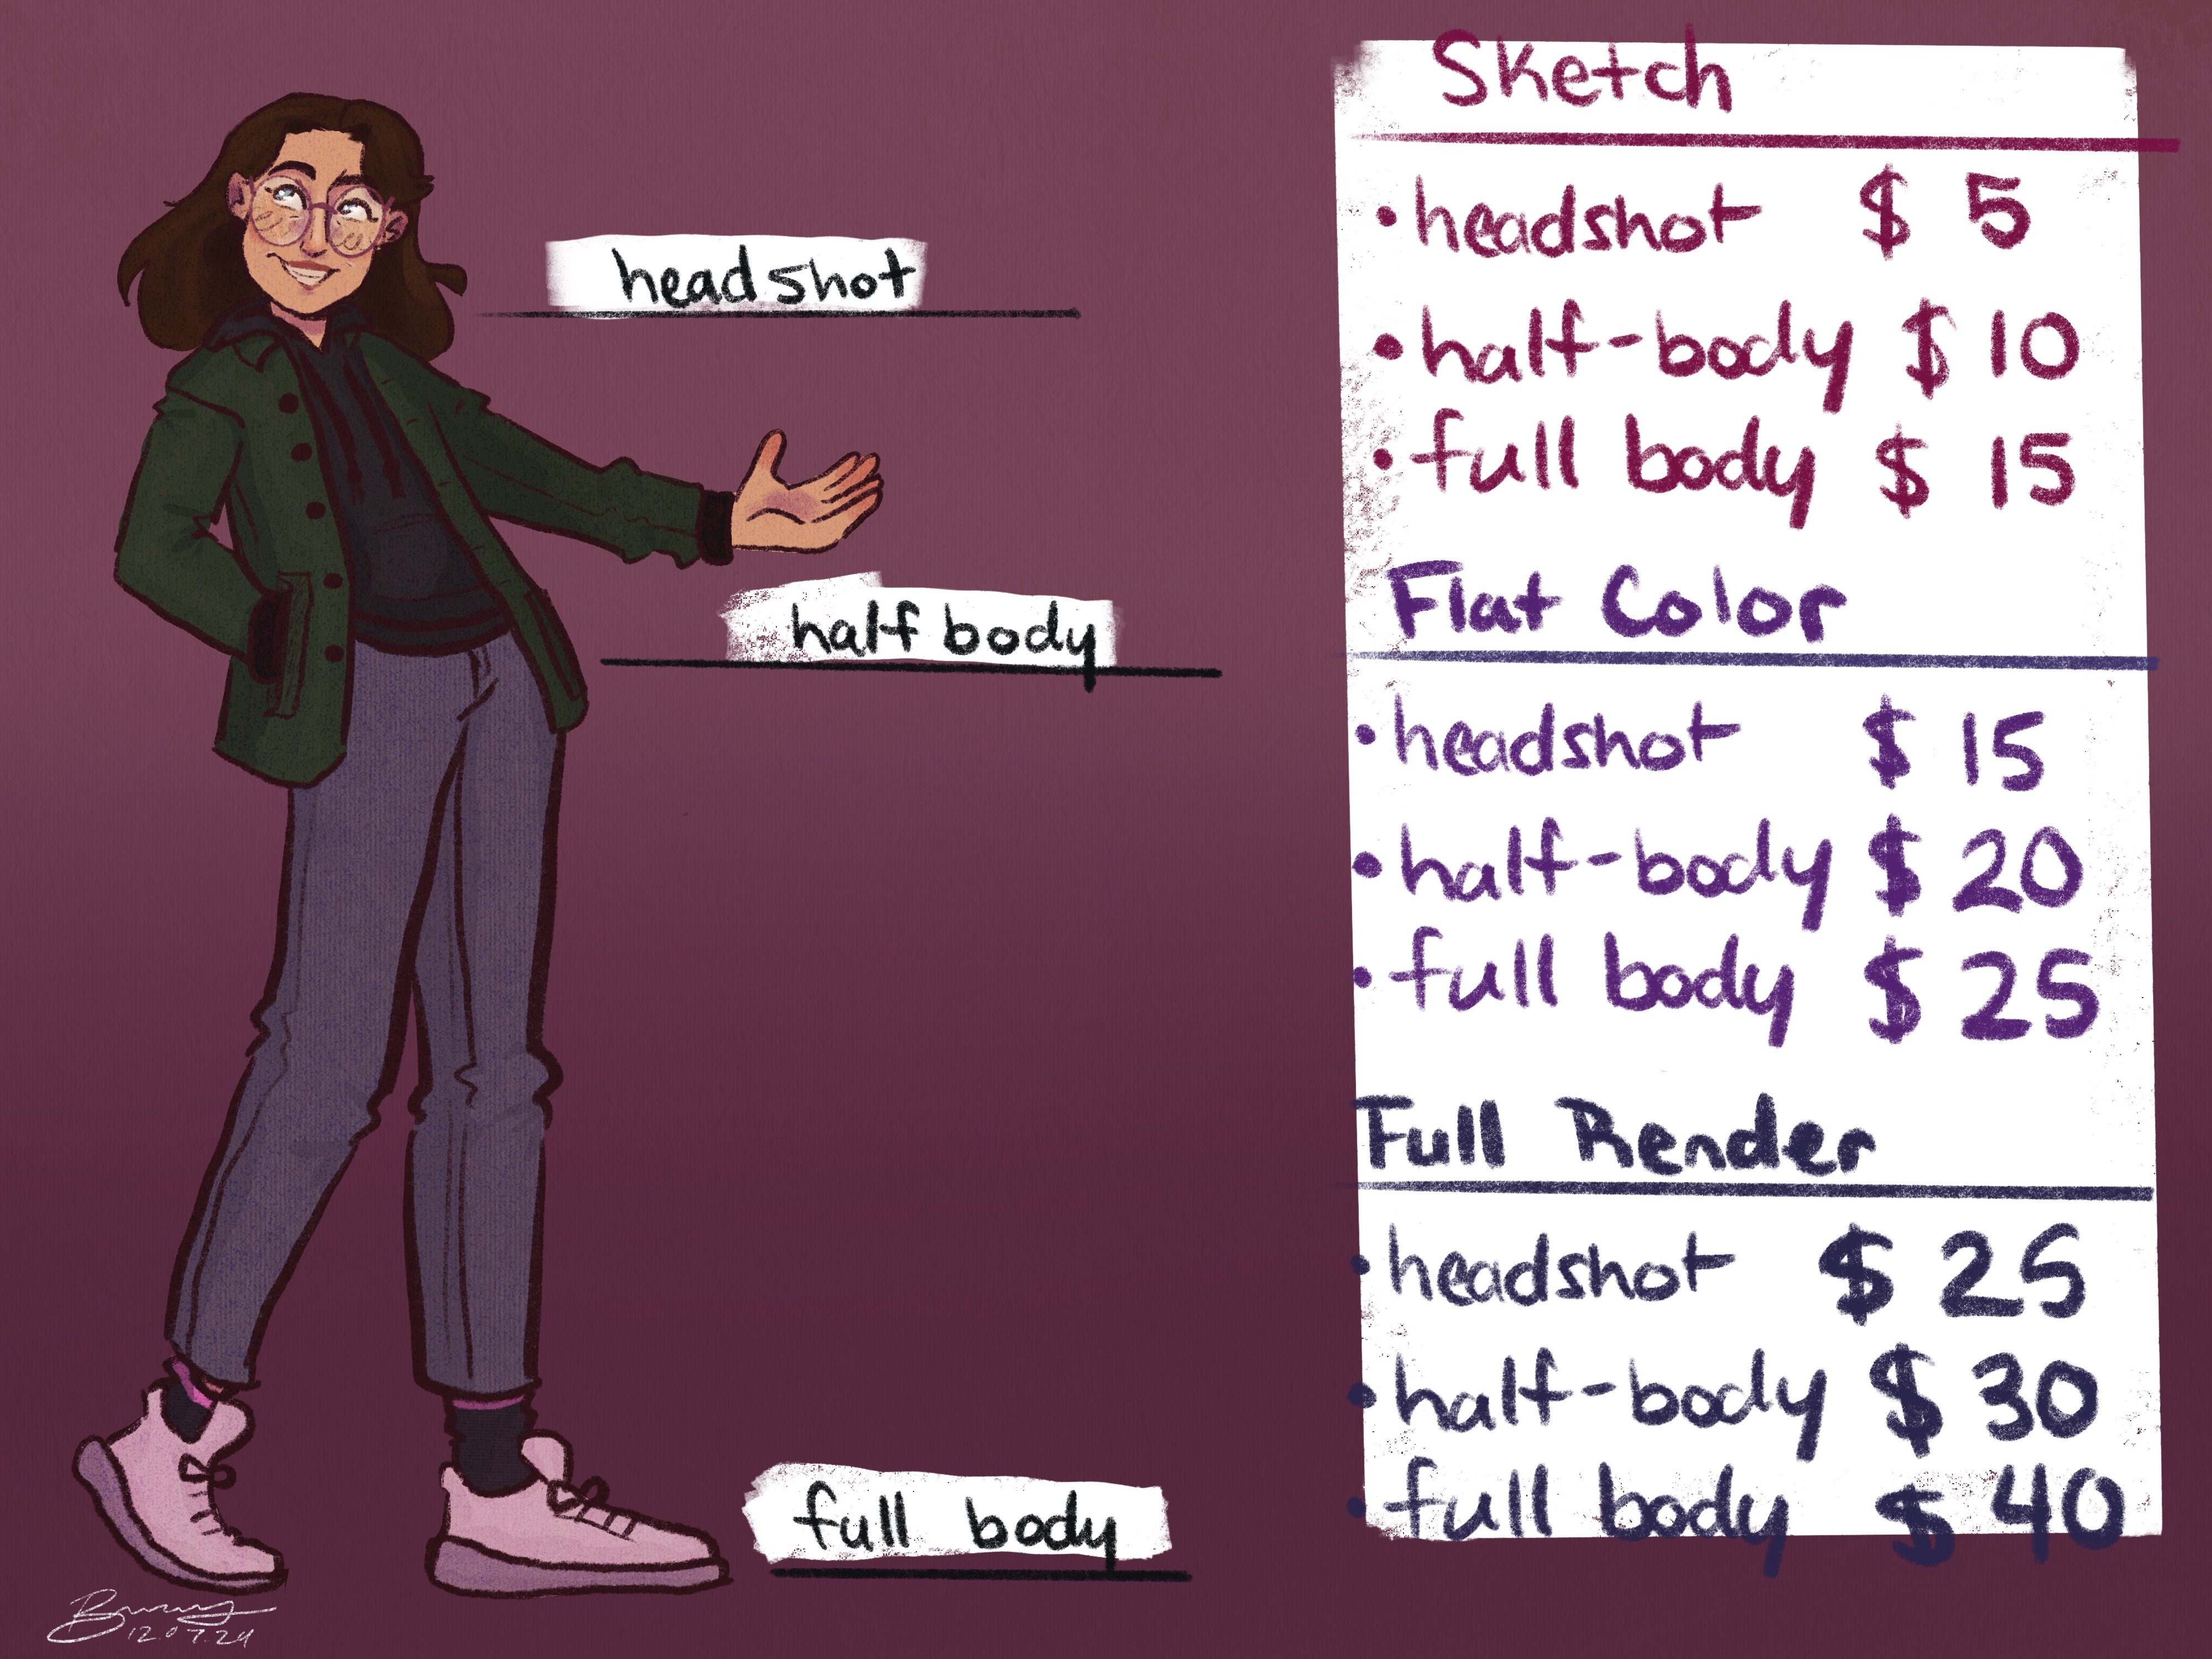 headshot
half body
full body
Sketch
• headshot $ 5
• half-body $ 10
• full body $ 15
Flat Color
• headshot $ 15
• half-body $ 20
• full body $ 25
Full Render
• headshot $ 25
• half-body $ 30
• full body $ 40
12.07.24